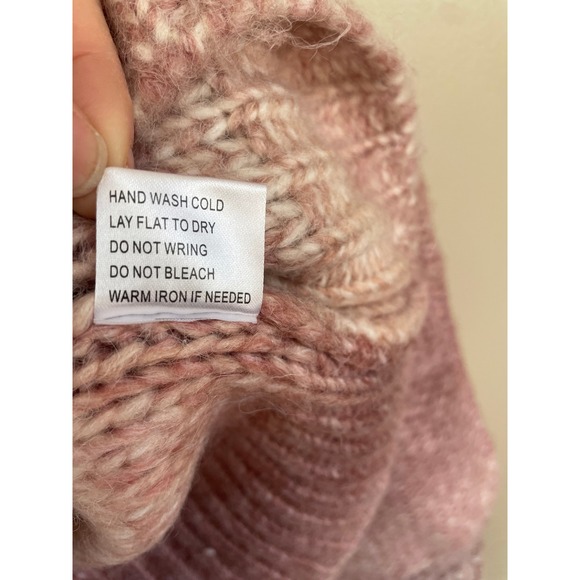 HAND WASH COLD
LAY FLAT TO DRY
DO NOT WRING
DO NOT BLEACH
WARM IRON IF NEEDED